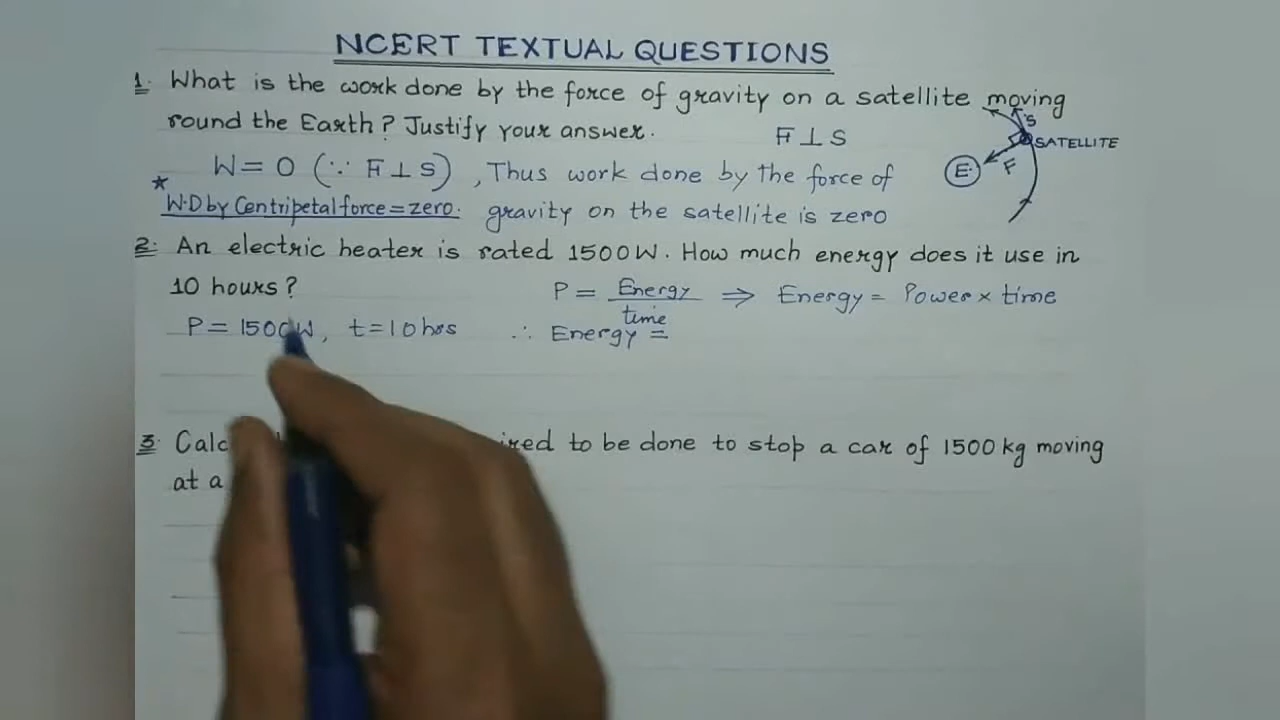 NCERT TEXTUAL QUESTIONS
1. What is the work done by the force of gravity on a satellite moving
round the Earth? Justify your answer.
F ⊥ S
S
SATELLITE
E
F
W = 0 (∵ F ⊥ S), Thus work done by the force of
* W.D by Centripetal force = zero. gravity on the satellite is zero
2. An electric heater is rated 1500W. How much energy does it use in
10 hours?
P = Energy/time ⇒ Energy = Power × time
P = 1500W, t = 10 hrs ∴ Energy =
3. Calc ired to be done to stop a car of 1500 kg moving
at a